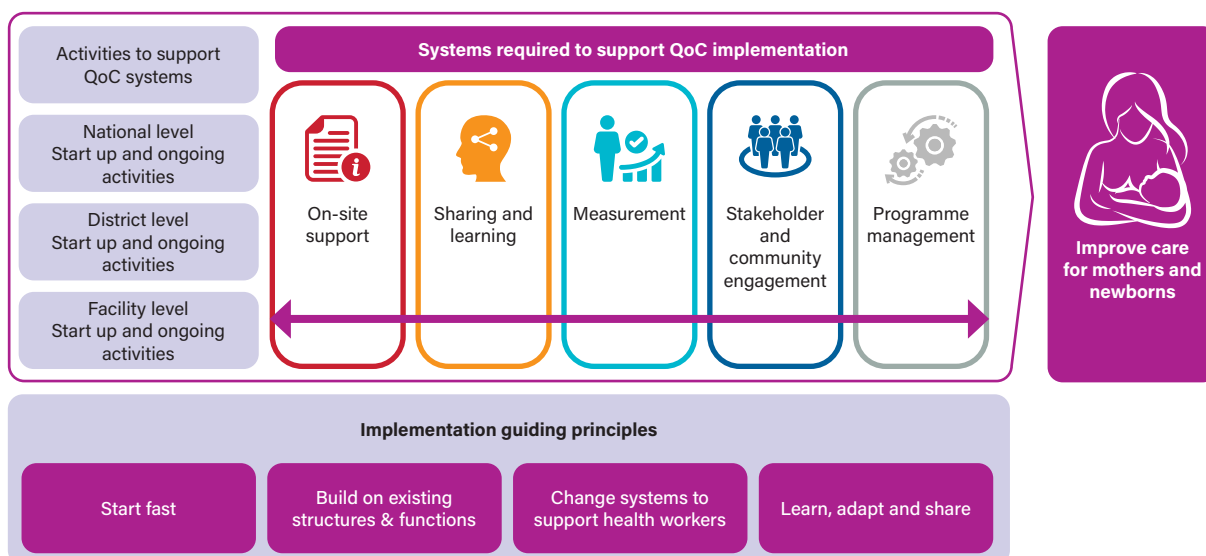 Activities to support
QoC systems
National level
Start up and ongoing
activities
District level
Start up and ongoing
activities
Facility level
Start up and ongoing
activities
Systems required to support QoC implementation
i
On-site
support
Sharing and
learning
Measurement
Stakeholder
and
community
engagement
Programme
management
Improve care
for mothers and
newborns
Implementation guiding principles
Start fast
Build on existing
structures & functions
Change systems to
support health workers
Learn, adapt and share